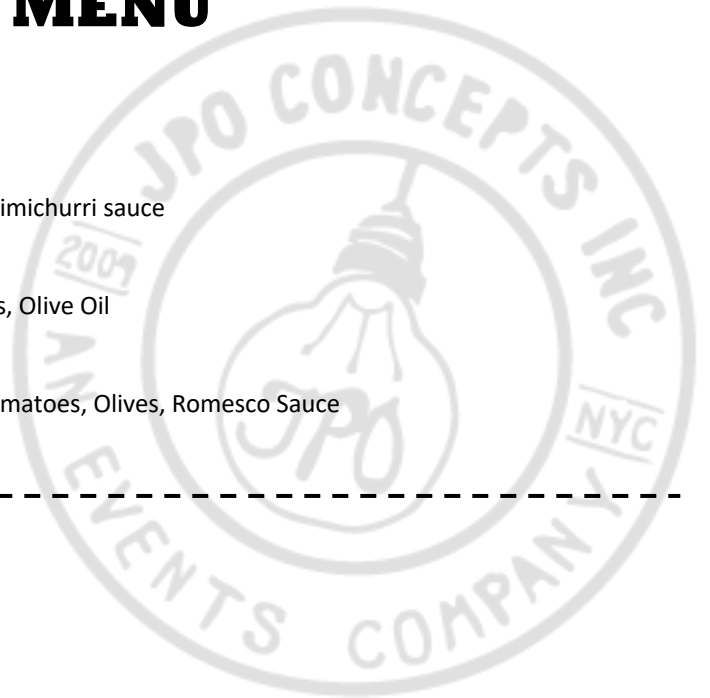 MENU
JPO CONCEPTS INC
imichurri sauce
2009
s, Olive Oil
matoes, Olives, Romesco Sauce
NYC
JPO
AN EVENTS COMPANY